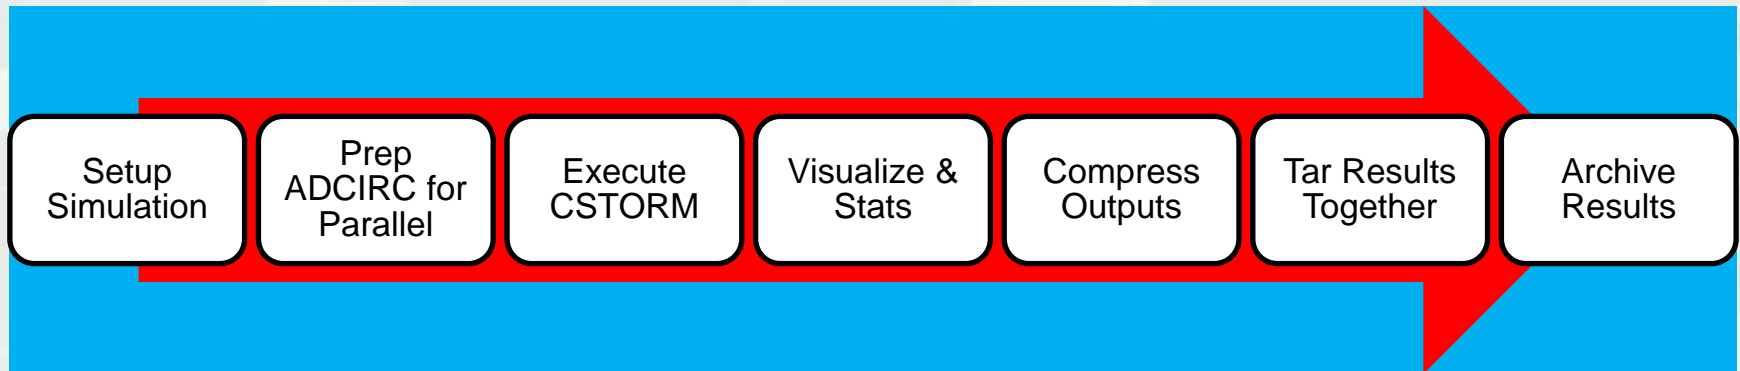 Setup
Simulation
Prep
ADCIRC for
Parallel
Execute
CSTORM
Visualize &
Stats
Compress
Outputs
Tar Results
Together
Archive
Results